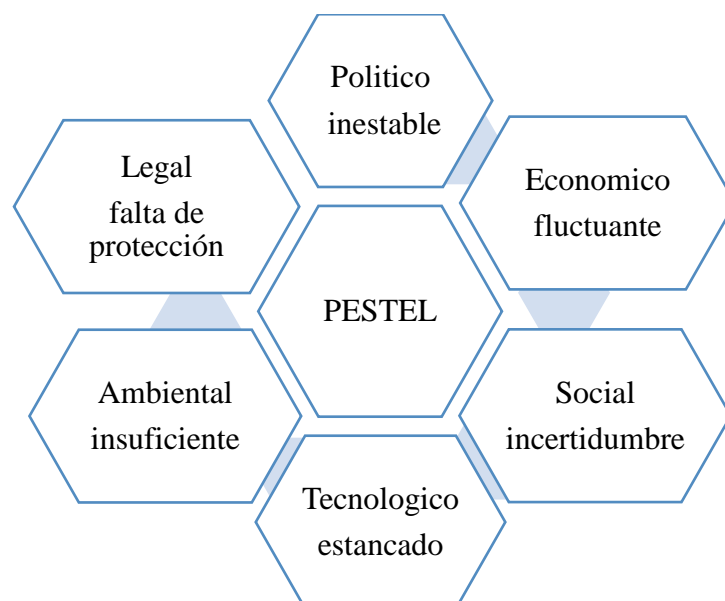 Politico
inestable
Economico
fluctuante
Social
incertidumbre
Tecnologico
estancado
Ambiental
insuficiente
Legal
falta de
protección
PESTEL